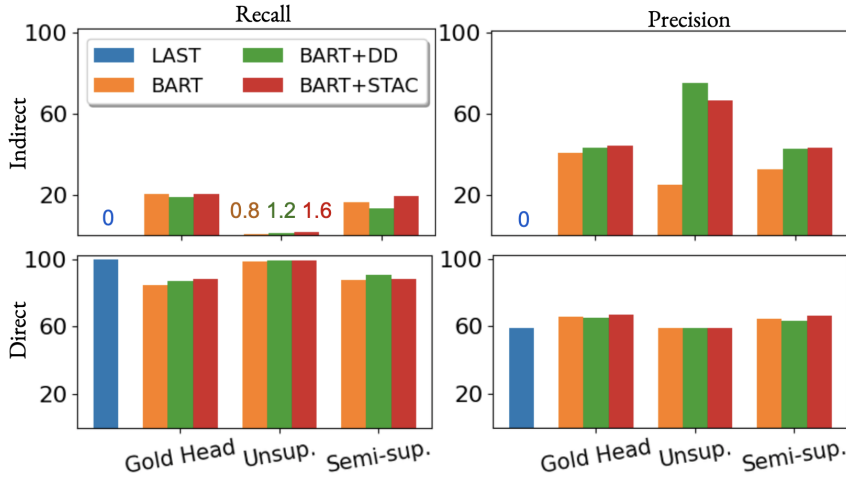 Recall
Precision
Indirect
100
60
20
LAST
BART
BART+DD
BART+STAC
0
0.8 1.2 1.6
100
60
20
0
Direct
100
60
20
Gold Head Unsup. Semi-sup.
100
60
20
Gold Head Unsup. Semi-sup.